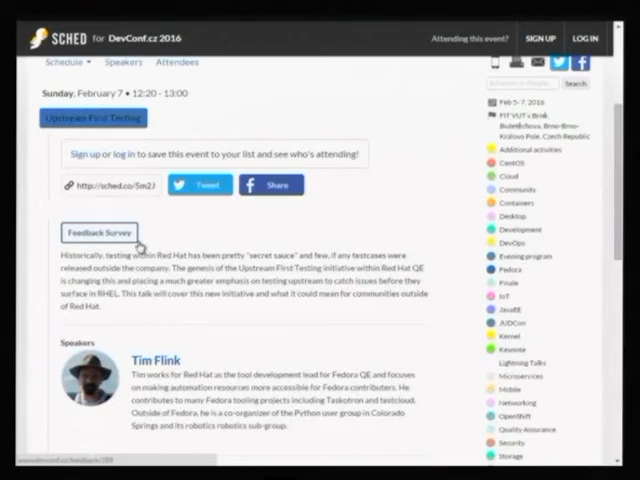 SCHED for DevConf.cz 2016
Attending this event?
SIGN UP
LOG IN
Schedule
Speakers
Attendees
Search
Sunday, February 7 • 12:20 - 13:00
Upstream First Testing
Sign up or log in to save this event to your list and see who's attending!
http://sched.co/5m2J
Tweet
Share
Feedback Survey
Historically, testing within Red Hat has been pretty "secret sauce" and few, if any testcases were
released outside the company. The genesis of the Upstream First Testing initiative within Red Hat QE
is changing this and placing a much greater emphasis on testing upstream to catch issues before they
surface in RHEL. This talk will cover this new initiative and what it could mean for communities outside
of Red Hat.
Speakers
Tim Flink
Tim works for Red Hat as the tool development lead for Fedora QE and focuses
on making automation resources more accessible for Fedora contributors. He
contributes to many Fedora tooling projects including Taskotron and testcloud.
Outside of Fedora, he is a co-organizer of the Python user group in Colorado
Springs and its robotics robotics sub-group.
Feb 5-7, 2016
FIT VUT v Brně,
Božetěchova, Brno-Brno-
Královo Pole, Czech Republic
Additional activities
CentOS
Cloud
Community
Containers
Desktop
Development
DevOps
Evening program
Fedora
Finale
IoT
JavaEE
JUDCon
Kernel
Keynote
Lightning Talks
Microservices
Mobile
Networking
OpenShift
Quality Assurance
Security
Storage